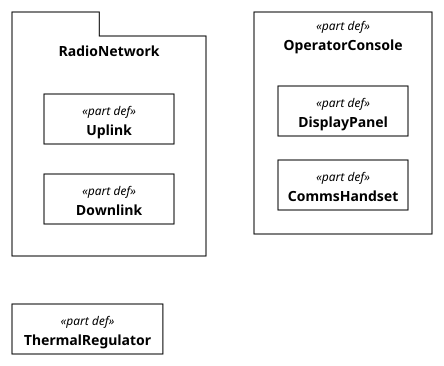 RadioNetwork
«part def»
Uplink
«part def»
Downlink
«part def»
OperatorConsole
«part def»
DisplayPanel
«part def»
CommsHandset
«part def»
ThermalRegulator